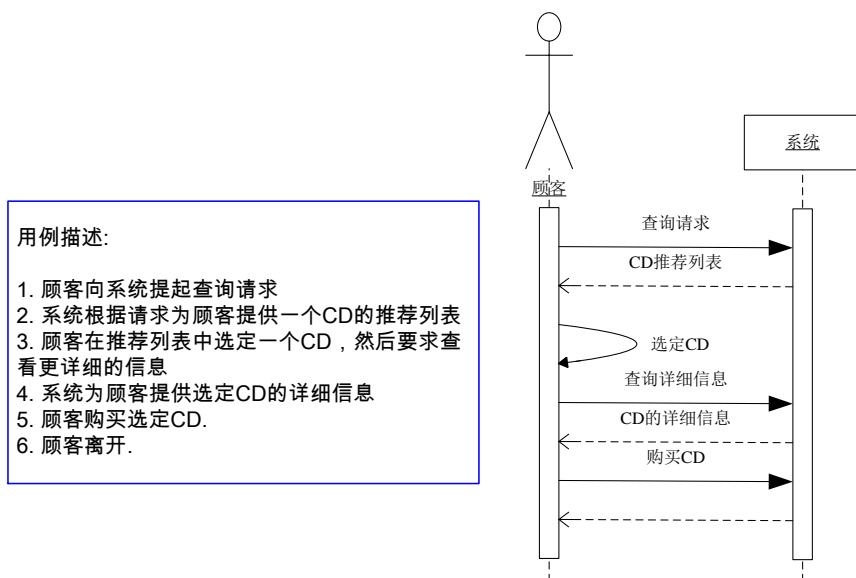 用例描述:
1. 顾客向系统提起查询请求
2. 系统根据请求为顾客提供一个CD的推荐列表
3. 顾客在推荐列表中选定一个CD，然后要求查
看更详细的信息
4. 系统为顾客提供选定CD的详细信息
5. 顾客购买选定CD.
6. 顾客离开.
顾客
系统
查询请求
CD推荐列表
选定CD
查询详细信息
CD的详细信息
购买CD